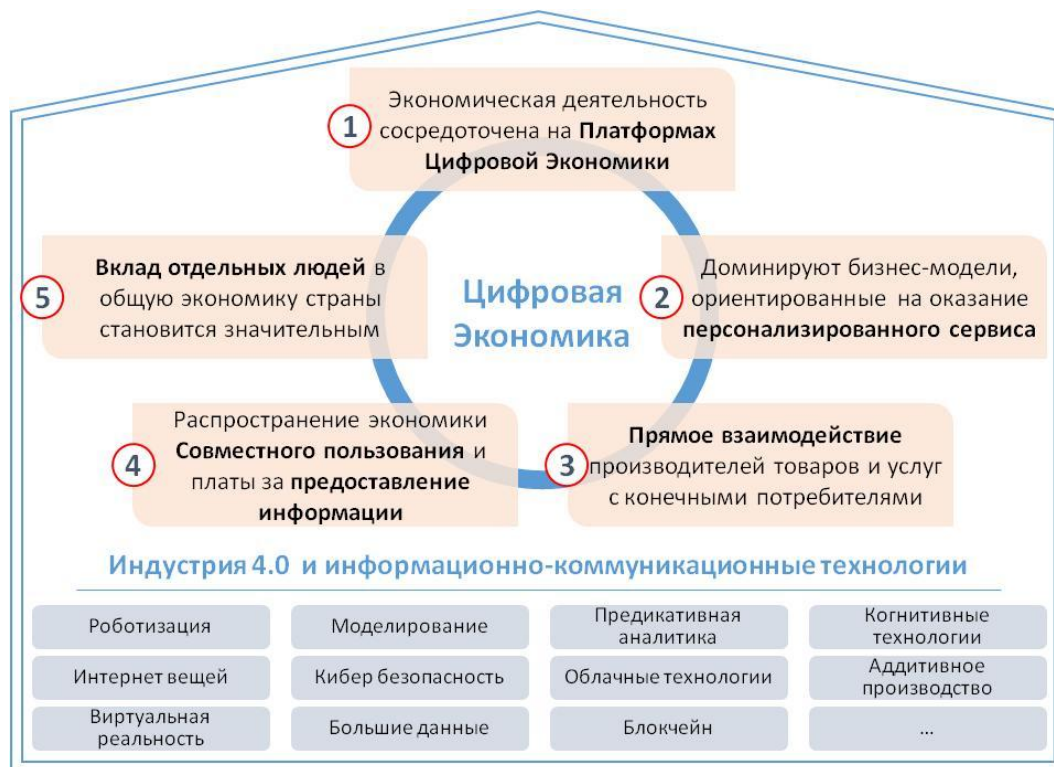 1
Экономическая деятельность
сосредоточена на Платформах
Цифровой Экономики
5
Вклад отдельных людей в
общую экономику страны
становится значительным
Цифровая
Экономика
2
Доминируют бизнес-модели,
ориентированные на оказание
персонализированного сервиса
4
Распространение экономики
Совместного пользования и
платы за предоставление
информации
3
Прямое взаимодействие
производителей товаров и услуг
с конечными потребителями
Индустрия 4.0 и информационно-коммуникационные технологии
Роботизация
Моделирование
Предикативная
аналитика
Когнитивные
технологии
Интернет вещей
Кибер безопасность
Облачные технологии
Аддитивное
производство
Виртуальная
реальность
Большие данные
Блокчейн
...